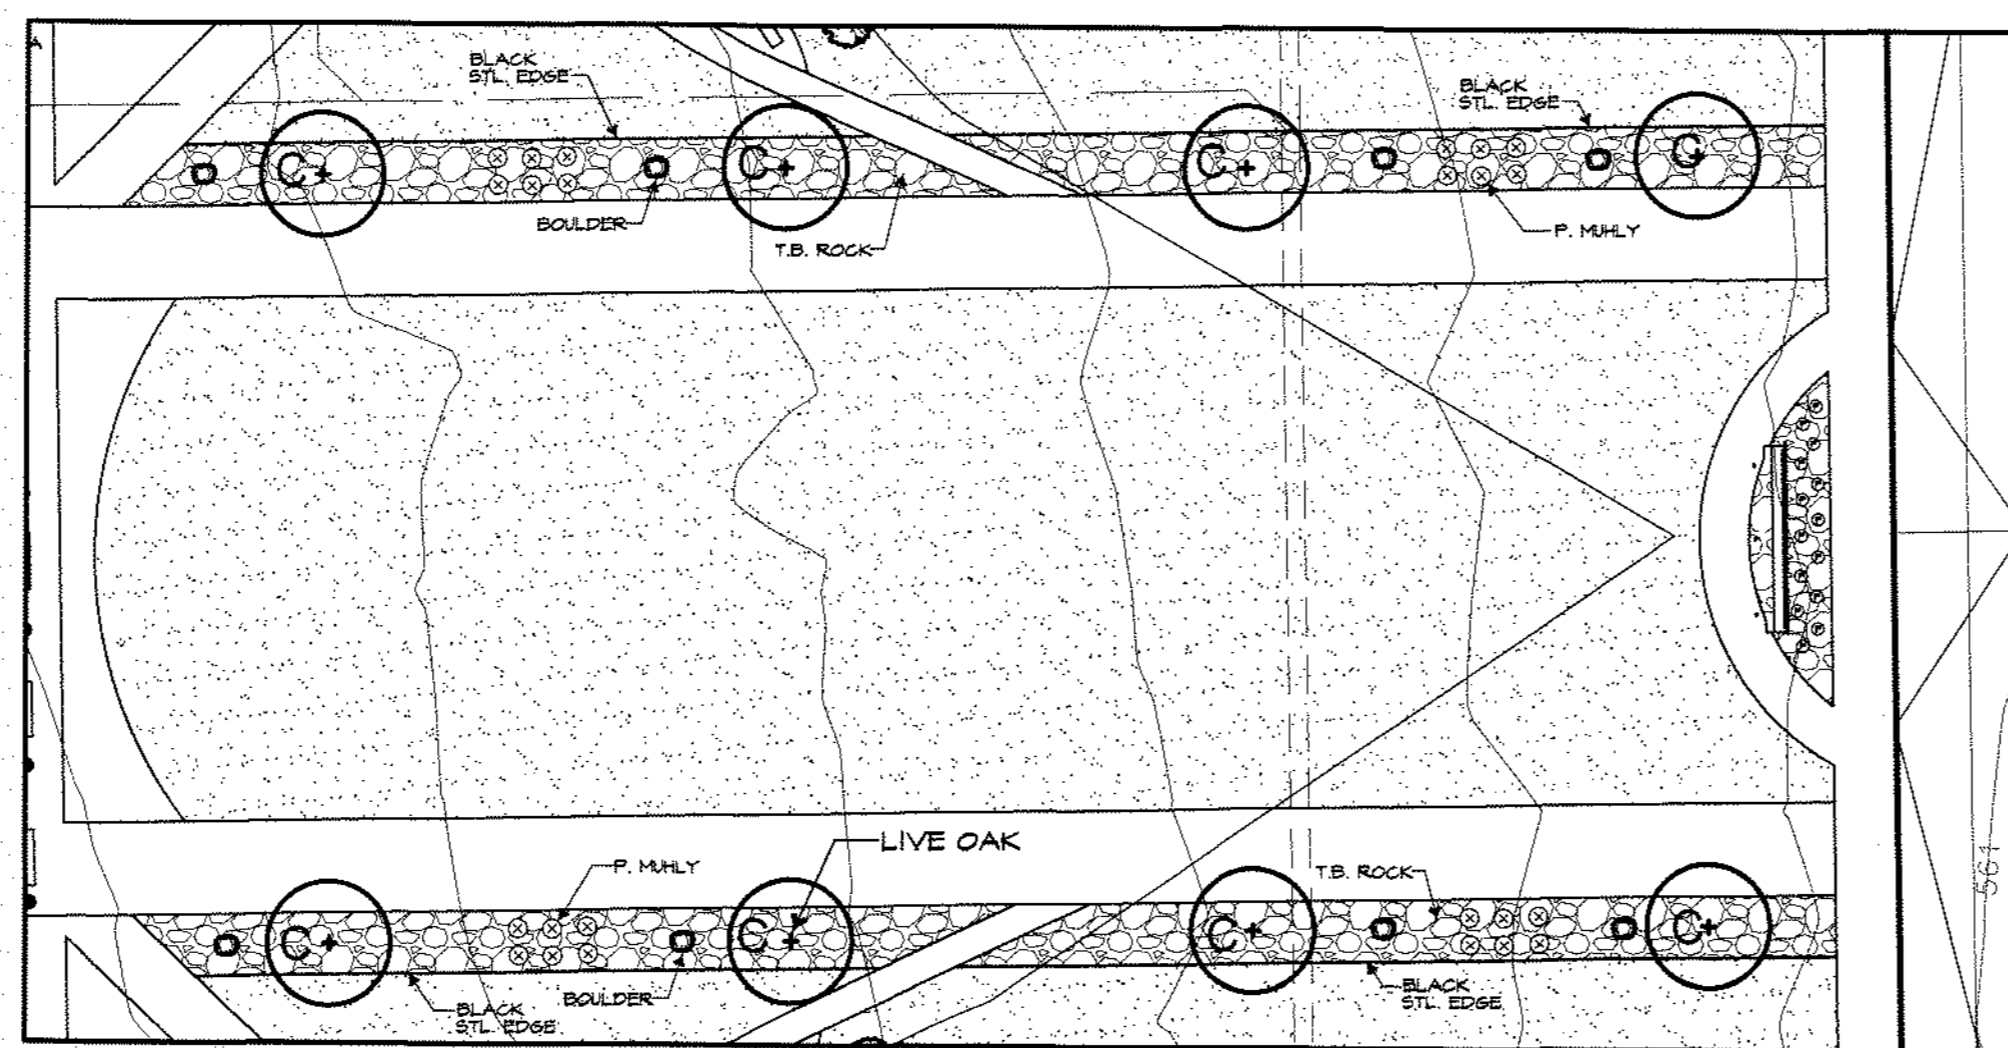 BLACK
STL. EDGE
BLACK
STL. EDGE
C
C
C
C
BOULDER
T.B. ROCK
P. MUHLY
LIVE OAK
P. MUHLY
T.B. ROCK
C
C
C
C
BLACK
STL. EDGE
BOULDER
BLACK
STL. EDGE
561